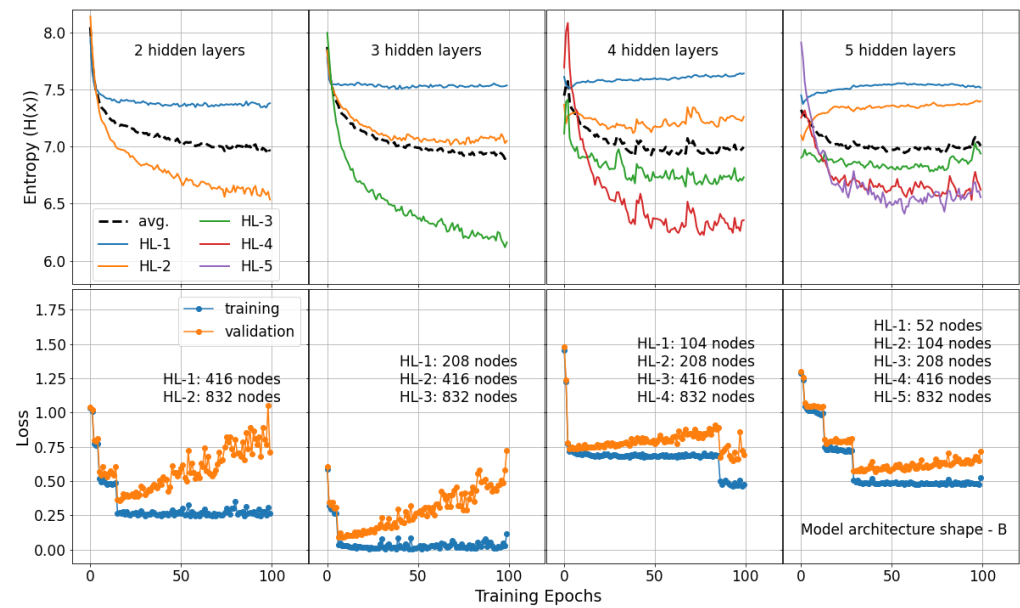 2 hidden layers
3 hidden layers
4 hidden layers
5 hidden layers
Entropy (H(x))
8.0
7.5
7.0
6.5
6.0
avg.
HL-1
HL-2
HL-3
HL-4
HL-5
Loss
1.75
1.50
1.25
1.00
0.75
0.50
0.25
0.00
training
validation
HL-1: 416 nodes
HL-2: 832 nodes
HL-1: 208 nodes
HL-2: 416 nodes
HL-3: 832 nodes
HL-1: 104 nodes
HL-2: 208 nodes
HL-3: 416 nodes
HL-4: 832 nodes
HL-1: 52 nodes
HL-2: 104 nodes
HL-3: 208 nodes
HL-4: 416 nodes
HL-5: 832 nodes
Model architecture shape - B
0 50 100
0 50 100
0 50 100
0 50 100
Training Epochs